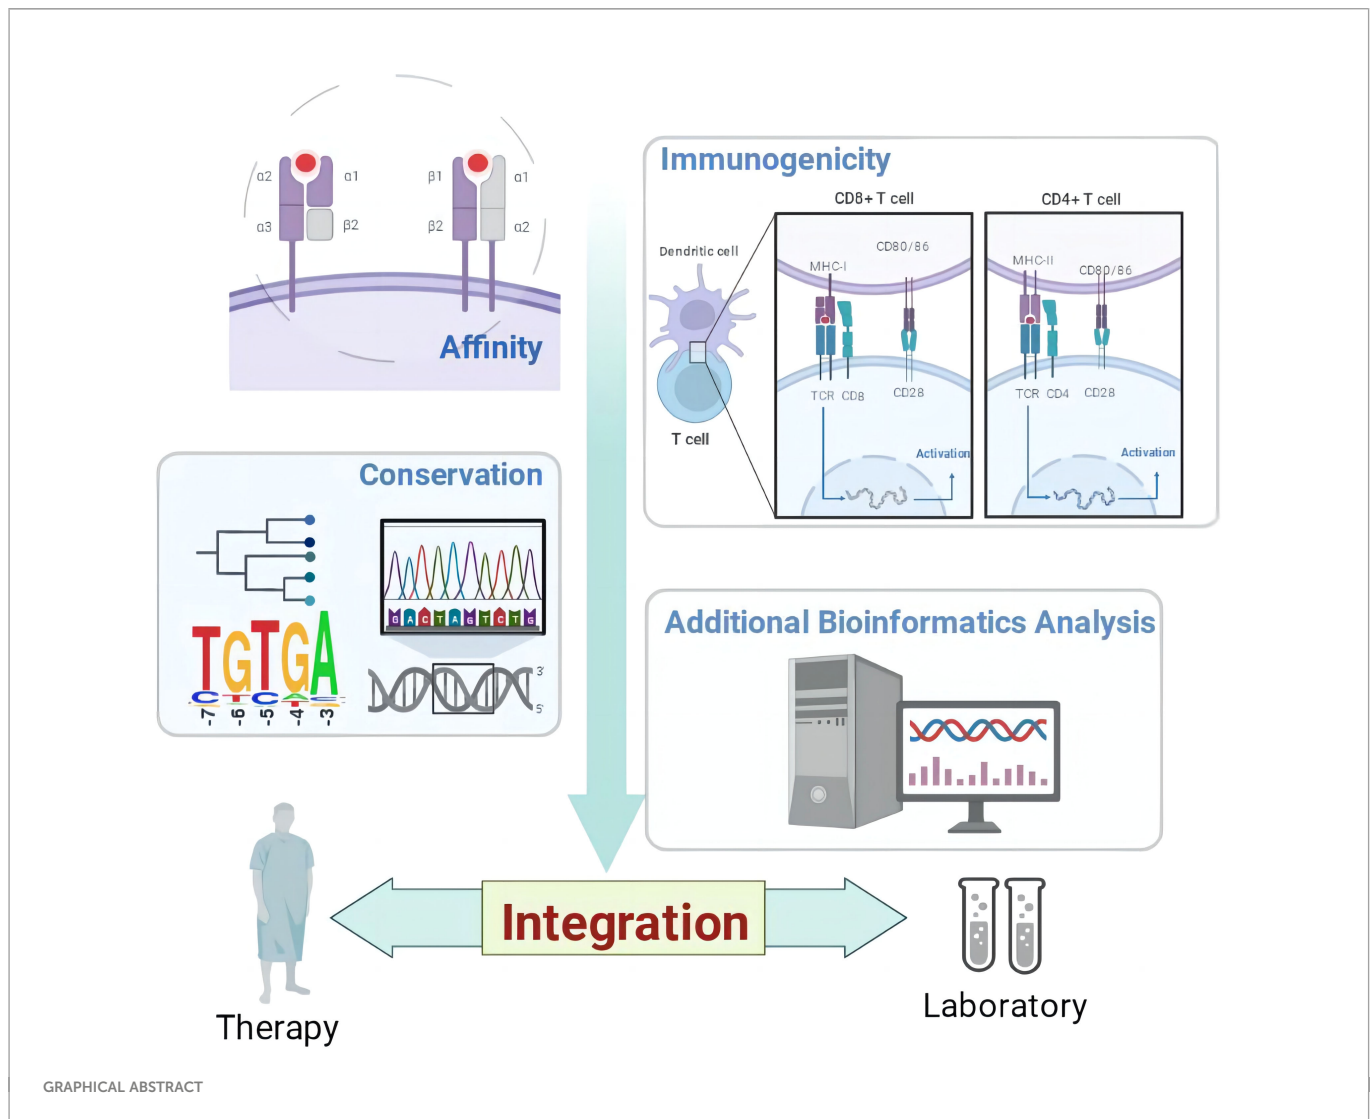 α2
α1
β1
α1
α3
β2
β2
α2
Affinity
Immunogenicity
CD8+ T cell
CD4+ T cell
Dendritic cell
T cell
MHC-I
CD80/86
TCR
CD8
CD28
Activation
MHC-II
CD80/86
TCR
CD4
CD28
Activation
Conservation
GACTAGTCTG
3'
5'
TGTGA
-7 -6 -5 -4 -3
Additional Bioinformatics Analysis
Integration
Therapy
Laboratory
GRAPHICAL ABSTRACT